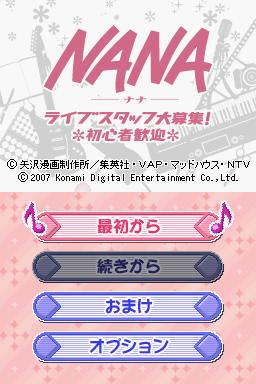 NANA
ーナナー
ライブスタッフ大募集!
*初心者歓迎*
©矢沢漫画制作所/集英社・VAP・マッドハウス・NTV
©2007 Konami Digital Entertainment Co.,Ltd.
最初から
続きから
おまけ
オプション